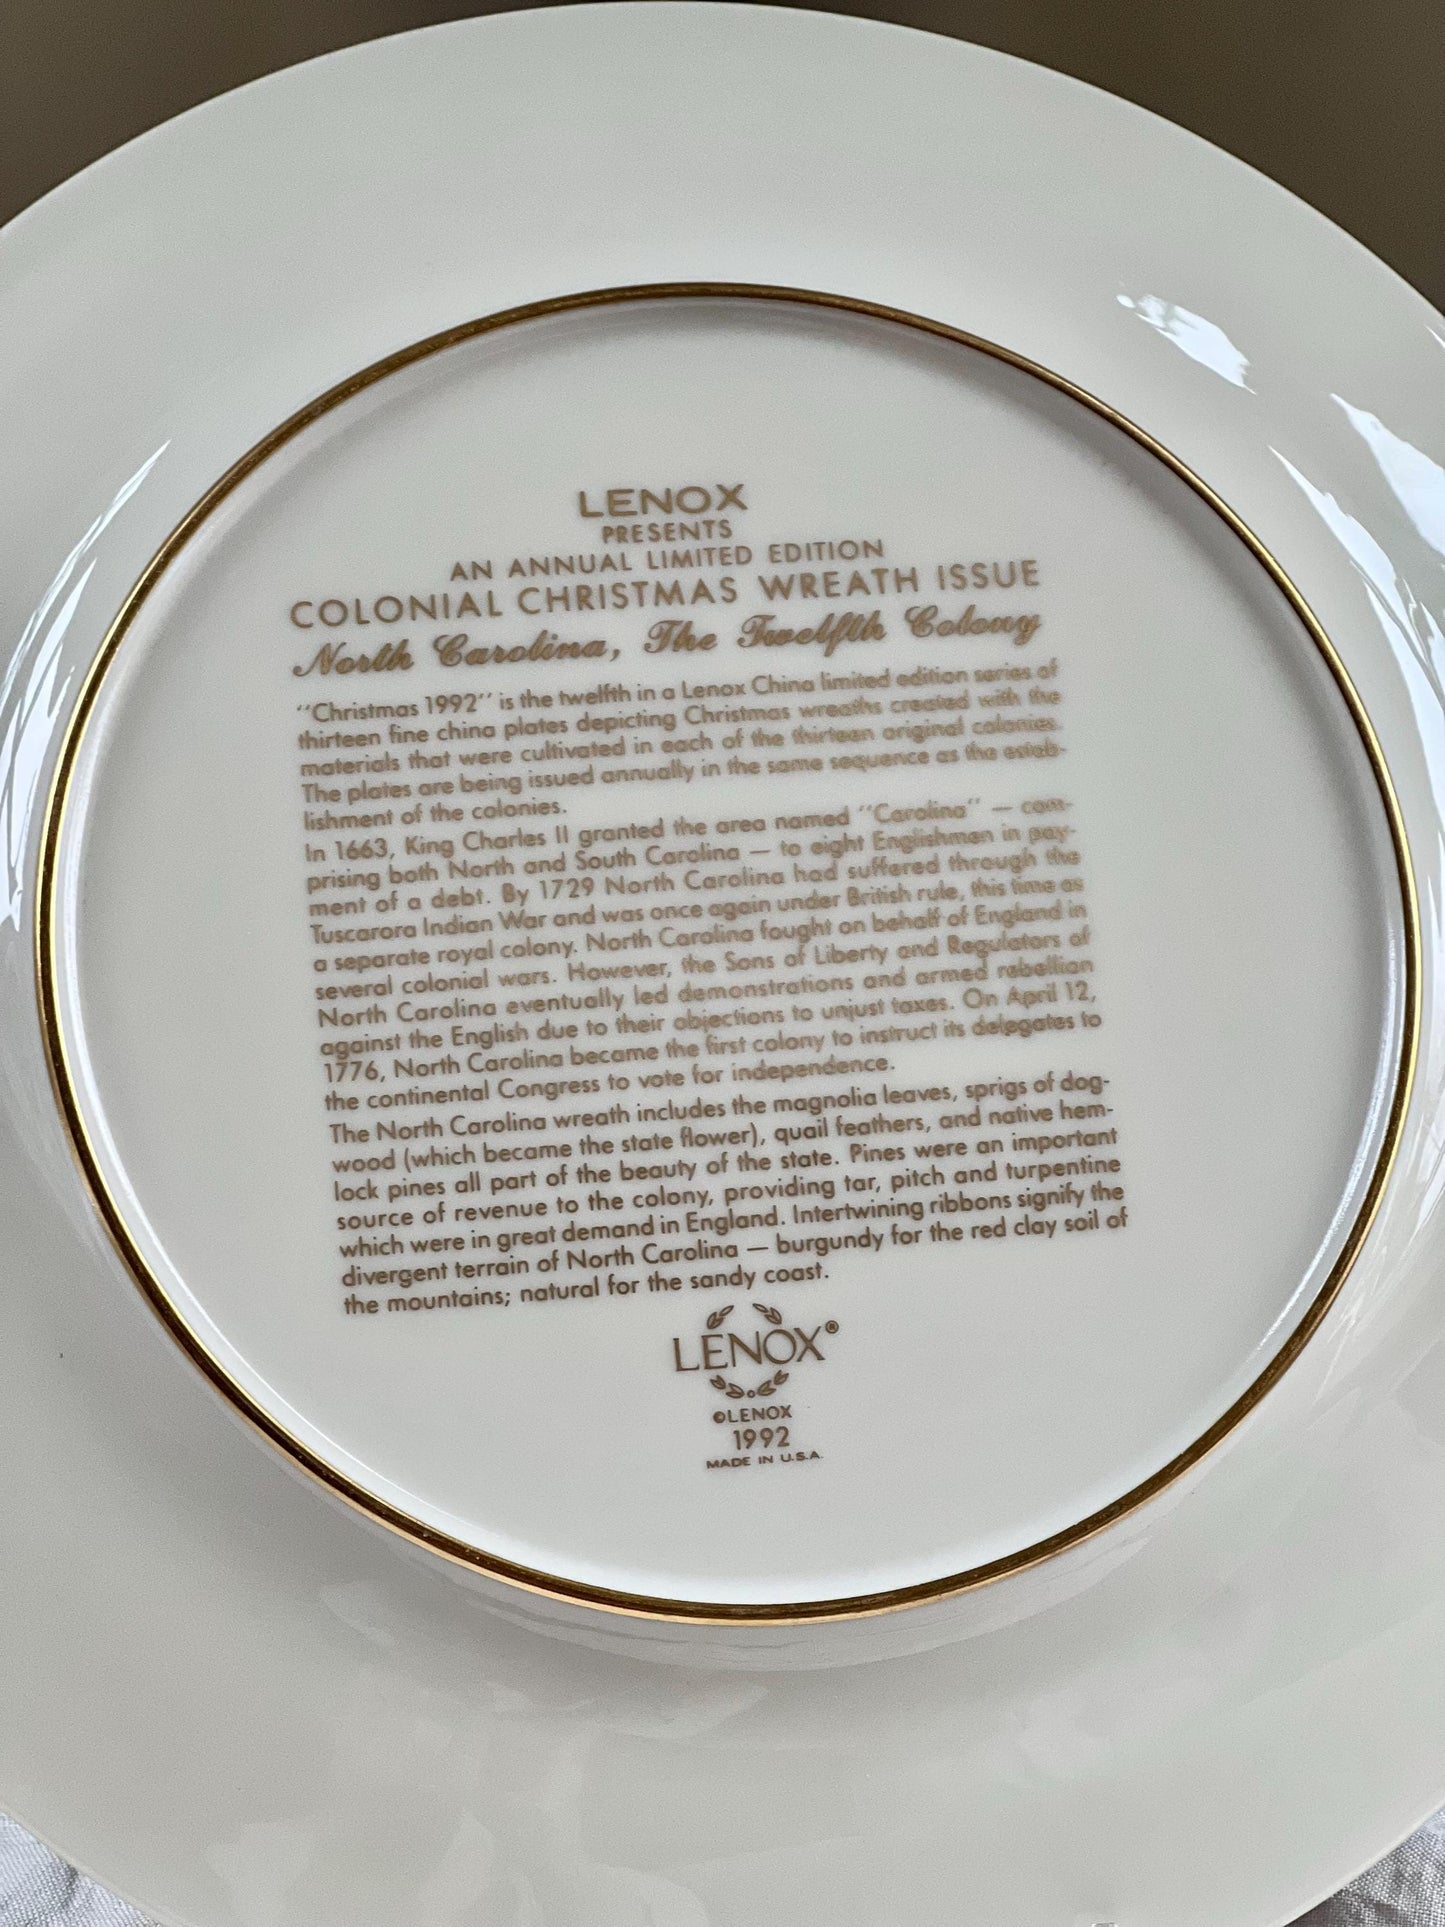 LENOX
PRESENTS
AN ANNUAL LIMITED EDITION
COLONIAL CHRISTMAS WREATH ISSUE
North Carolina, The Twelfth Colony
"Christmas 1992" is the twelfth in a Lenox China limited edition series of
thirteen fine china plates depicting Christmas wreaths created with the
materials that were cultivated in each of the thirteen original colonies.
The plates are being issued annually in the same sequence as the estab-
lishment of the colonies.
In 1663, King Charles II granted the area named "Carolina" — com-
prising both North and South Carolina — to eight Englishmen in pay-
ment of a debt. By 1729 North Carolina had suffered through the
Tuscarora Indian War and was once again under British rule, this time as
a separate royal colony. North Carolina fought on behalf of England in
several colonial wars. However, the Sons of Liberty and Regulators of
North Carolina eventually led demonstrations and armed rebellion
against the English due to their objections to unjust taxes. On April 12,
1776, North Carolina became the first colony to instruct its delegates to
the continental Congress to vote for independence.
The North Carolina wreath includes the magnolia leaves, sprigs of dog-
wood (which became the state flower), quail feathers, and native hem-
lock pines all part of the beauty of the state. Pines were an important
source of revenue to the colony, providing tar, pitch and turpentine
which were in great demand in England. Intertwining ribbons signify the
divergent terrain of North Carolina — burgundy for the red clay soil of
the mountains; natural for the sandy coast.
LENOX®
©LENOX
1992
MADE IN U.S.A.